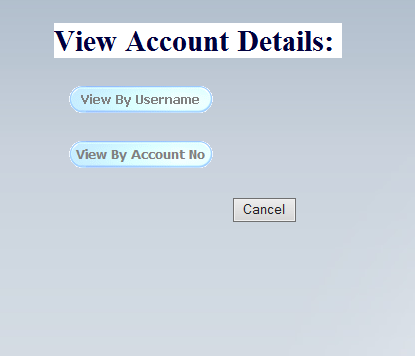 View Account Details:
View By Username
View By Account No
Cancel